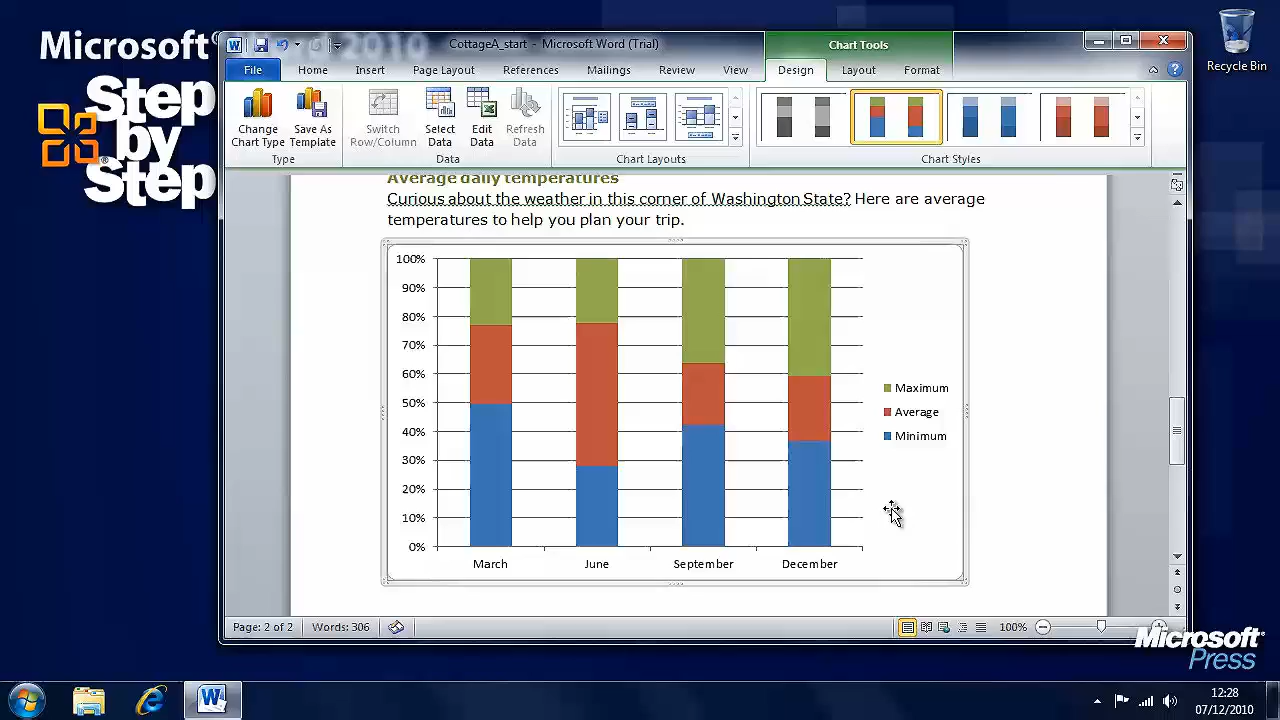 Microsoft®
Step
by
Step
Word 2010
CottageA_start - Microsoft Word (Trial)
Chart Tools
File Home Insert Page Layout References Mailings Review View Design Layout Format
Change Chart Type
Save As Template
Switch Row/Column
Select Data
Edit Data
Refresh Data
Type Data Chart Layouts Chart Styles
Average daily temperatures
Curious about the weather in this corner of Washington State? Here are average
temperatures to help you plan your trip.
100%
90%
80%
70%
60%
50%
40%
30%
20%
10%
0%
March June September December
Maximum
Average
Minimum
Page: 2 of 2 Words: 306 100%
Recycle Bin
Microsoft®
Press
12:28
07/12/2010